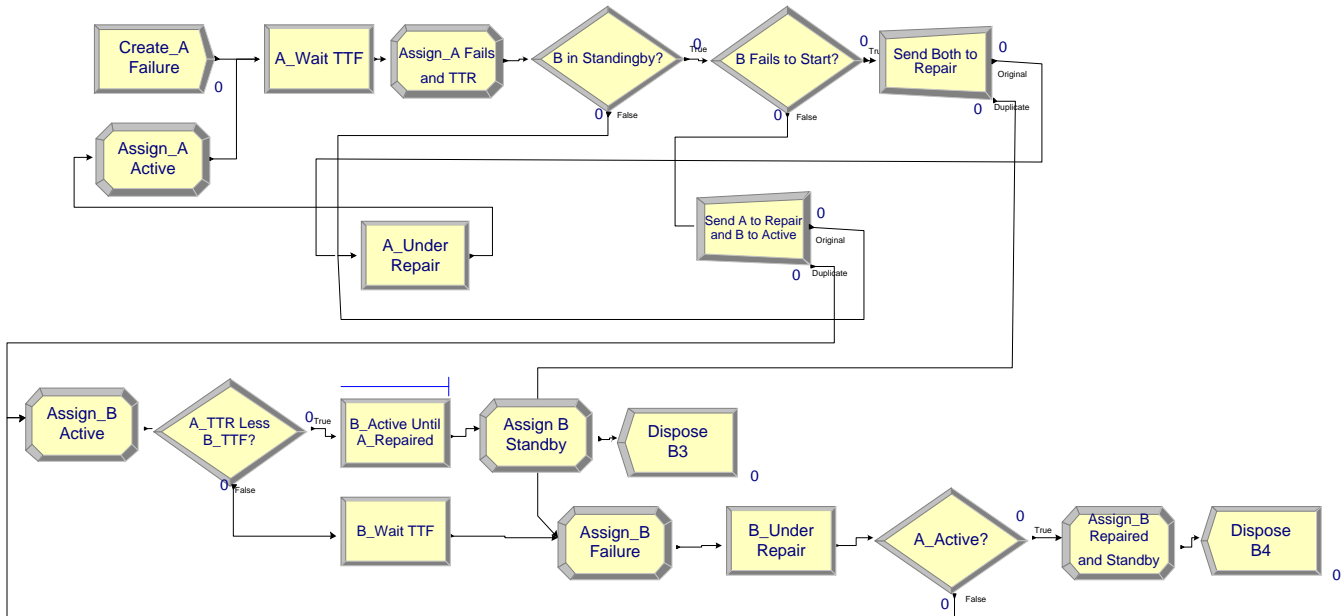 Create_A
Failure
0
A_Wait TTF
Assign_A Fails
and TTR
B in Standingby?
0
True
0
False
B Fails to Start?
0
Tru
0
False
Send Both to
Repair
0
Original
0
Duplicate
Assign_A
Active
A_Under
Repair
Send A to Repair
and B to Active
0
Original
0
Duplicate
Assign_B
Active
A_TTR Less
B_TTF?
0
True
0
False
B_Active Until
A_Repaired
Assign B
Standby
Dispose
B3
0
B_Wait TTF
Assign_B
Failure
B_Under
Repair
A_Active?
0
True
0
False
Assign_B
Repaired
and Standby
Dispose
B4
0